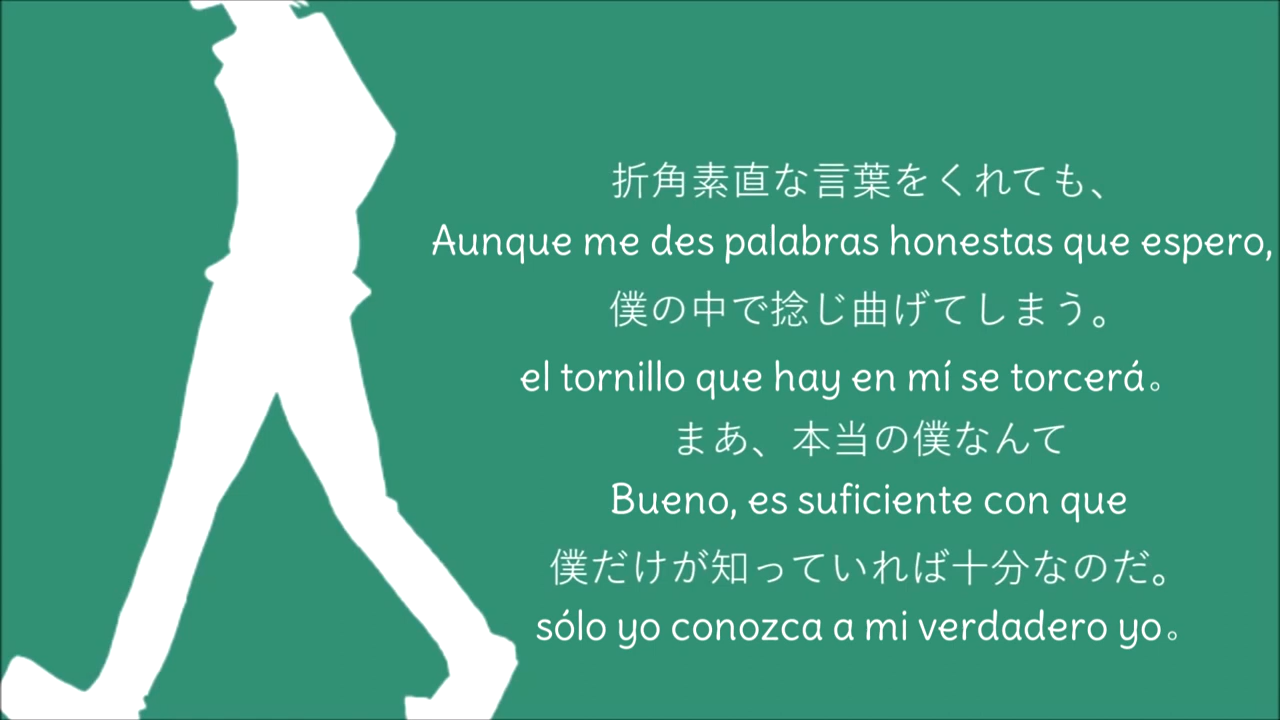 折角素直な言葉をくれても、
Aunque me des palabras honestas que espero,
僕の中で捻じ曲げてしまう。
el tornillo que hay en mí se torcerá。
まあ、本当の僕なんて
Bueno, es suficiente con que
僕だけが知っていれば十分なのだ。
sólo yo conozca a mi verdadero yo。